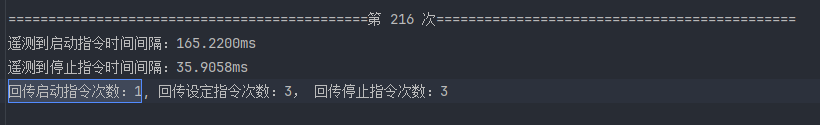 =============================================第 216 次=============================================
遥测到启动指令时间间隔：165.2200ms
遥测到停止指令时间间隔：35.9058ms
回传启动指令次数：1，回传设定指令次数：3， 回传停止指令次数：3